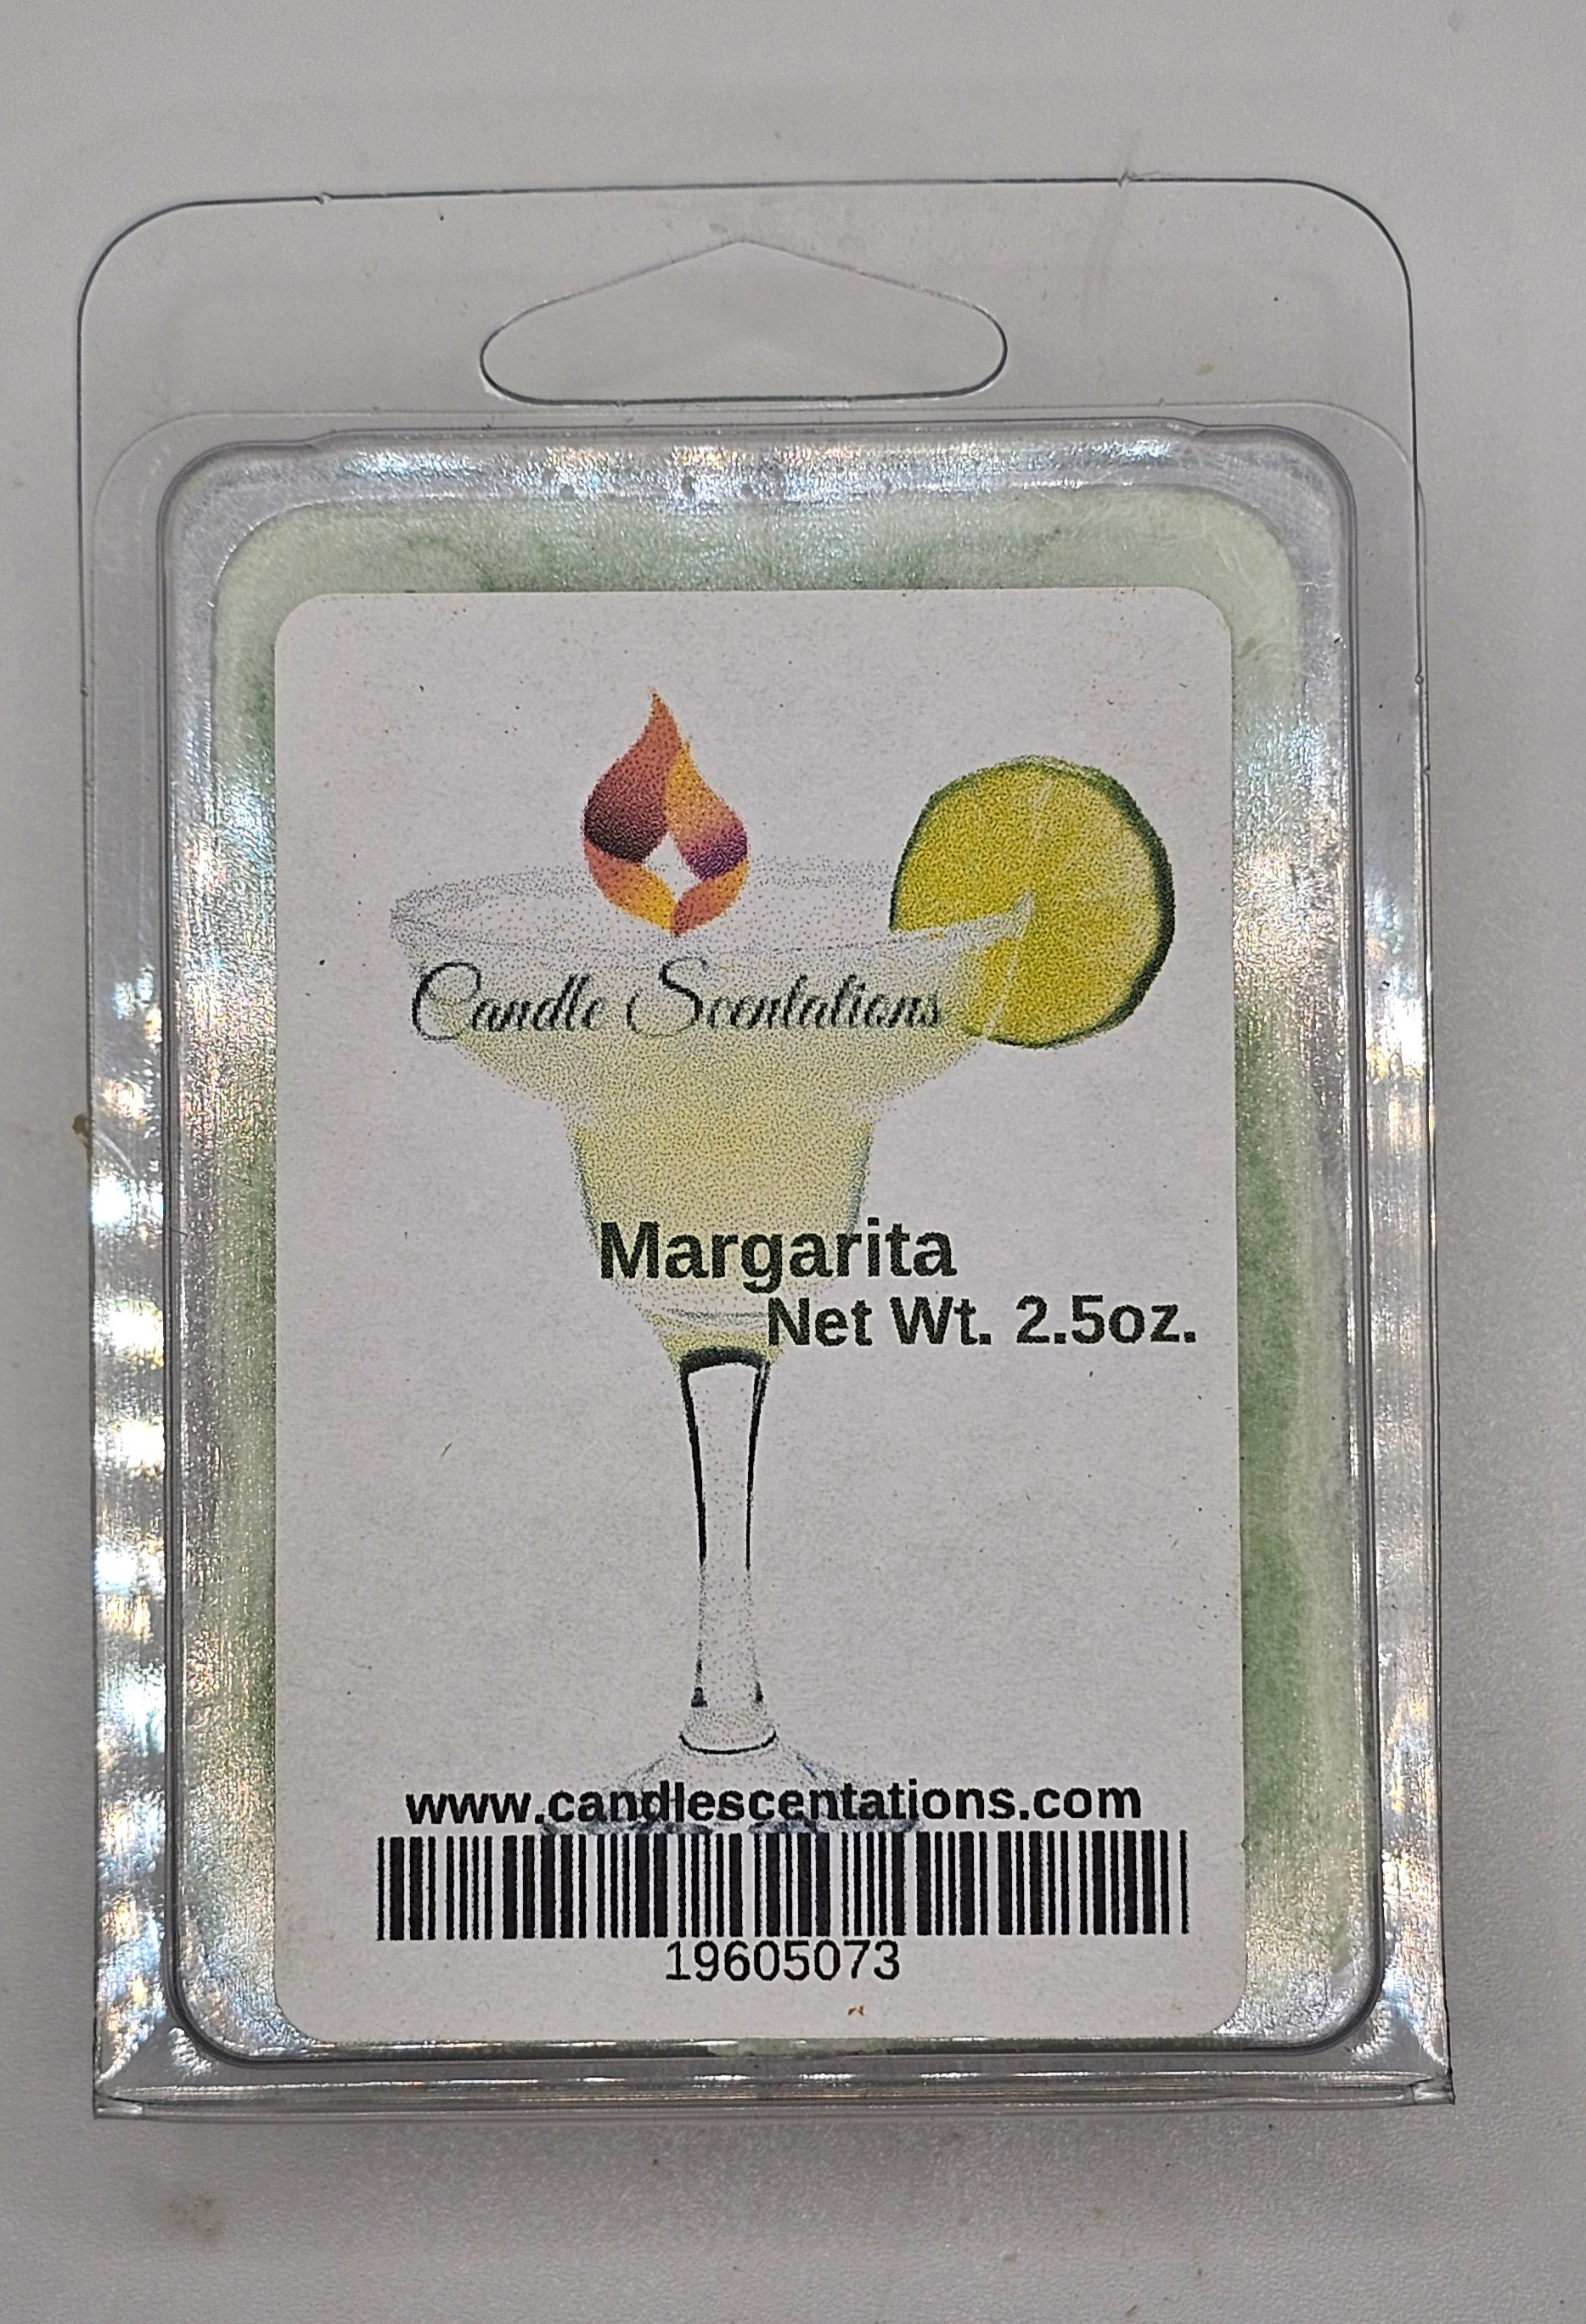 Candle Scentations
Margarita
Net Wt. 2.5oz.
www.candlescentations.com
19605073